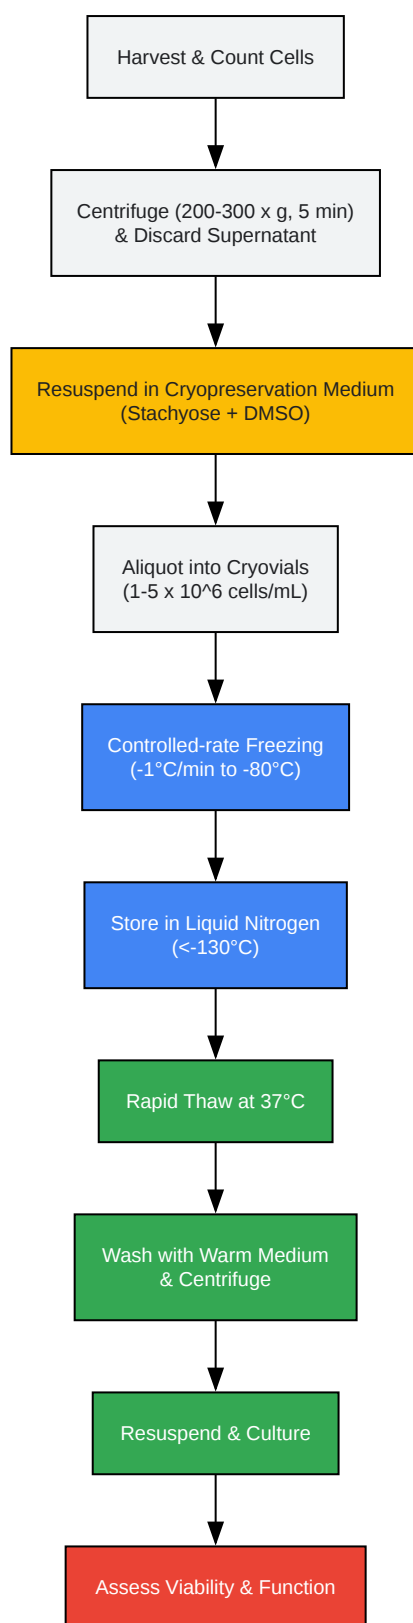 Harvest & Count Cells
Centrifuge (200-300 x g, 5 min)
& Discard Supernatant
Resuspend in Cryopreservation Medium
(Stachyose + DMSO)
Aliquot into Cryovials
(1-5 x 10^6 cells/mL)
Controlled-rate Freezing
(-1°C/min to -80°C)
Store in Liquid Nitrogen
(<-130°C)
Rapid Thaw at 37°C
Wash with Warm Medium
& Centrifuge
Resuspend & Culture
Assess Viability & Function